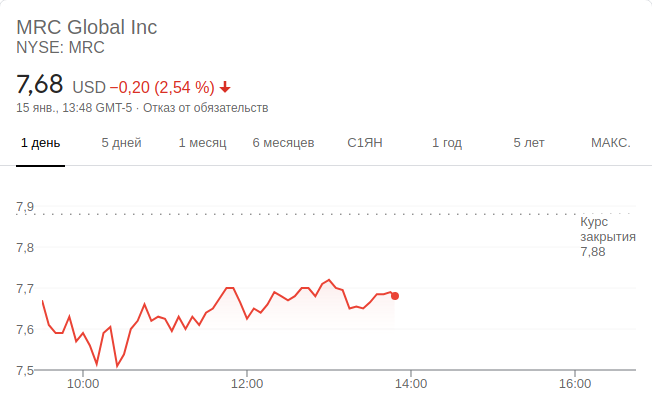 MRC Global Inc
NYSE: MRC
7,68 USD −0,20 (2,54 %)
15 янв., 13:48 GMT-5 · Отказ от обязательств
1 день 5 дней 1 месяц 6 месяцев С1ЯН 1 год 5 лет МАКС.
7,9
Курс
закрытия
7,88
7,8
7,7
7,6
7,5
10:00 12:00 14:00 16:00